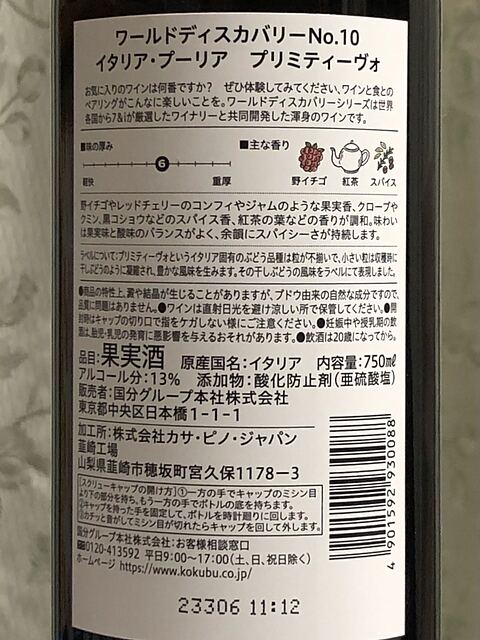 ワールドディスカバリーNo.10
イタリア・プーリア プリミティーヴォ
お気に入りのワインは何番ですか？ ぜひ体験してみてください、ワインと食との
ペアリングがこんなに楽しいことを。ワールドディスカバリーシリーズは世界
各国から7&iが厳選したワイナリーと共同開発した渾身のワインです。
■味の厚み
■主な香り
6
軽快 重厚
野イチゴ 紅茶 スパイス
野イチゴやレッドチェリーのコンフィやジャムのような果実香、クローブや
クミン、黒コショウなどのスパイス香、紅茶の葉などの香りが調和。味わい
は果実味と酸味のバランスがよく、余韻にスパイシーさが持続します。
ラベルについて:プリミティーヴォというイタリア固有のぶどう品種は粒が不揃いで、小さい粒は収穫時に
干しぶどうのように凝縮され、豊かな風味を生みます。その干しぶどうの風味をラベルにて表現しました。
●商品の特性上、澱や結晶が生じることがありますが、ブドウ由来の自然な成分ですので、
品質に問題はありません。●ワインは直射日光を避け涼しい所で保管してください。●開
封時はキャップの切り口で指をケガしない様にご注意ください。●妊娠中や授乳期の飲
酒は、胎児・乳児の発育に悪影響を与えるおそれがあります。●飲酒は20歳になってから。
品目:果実酒 原産国名:イタリア 内容量:750㎖
アルコール分:13% 添加物:酸化防止剤(亜硫酸塩)
販売者:国分グループ本社株式会社
東京都中央区日本橋1-1-1
加工所:株式会社カサ・ピノ・ジャパン
韮崎工場
山梨県韮崎市穂坂町宮久保1178-3
[スクリューキャップの開け方]①一方の手でキャップのミシン目
より下の部分を持ち、もう一方の手でボトルの底を持ちます。
②キャップを持った手を固定して、ボトルを時計廻りに回します。
③カチッと音がしてミシン目が切れたらキャップを回して外します。
国分グループ本社株式会社:お客様相談窓口
0120-413592 平日9:00〜17:00(土、日、祝日除く)
ホームページ https://www.kokubu.co.jp/
4 901592 930088
23306 11:12